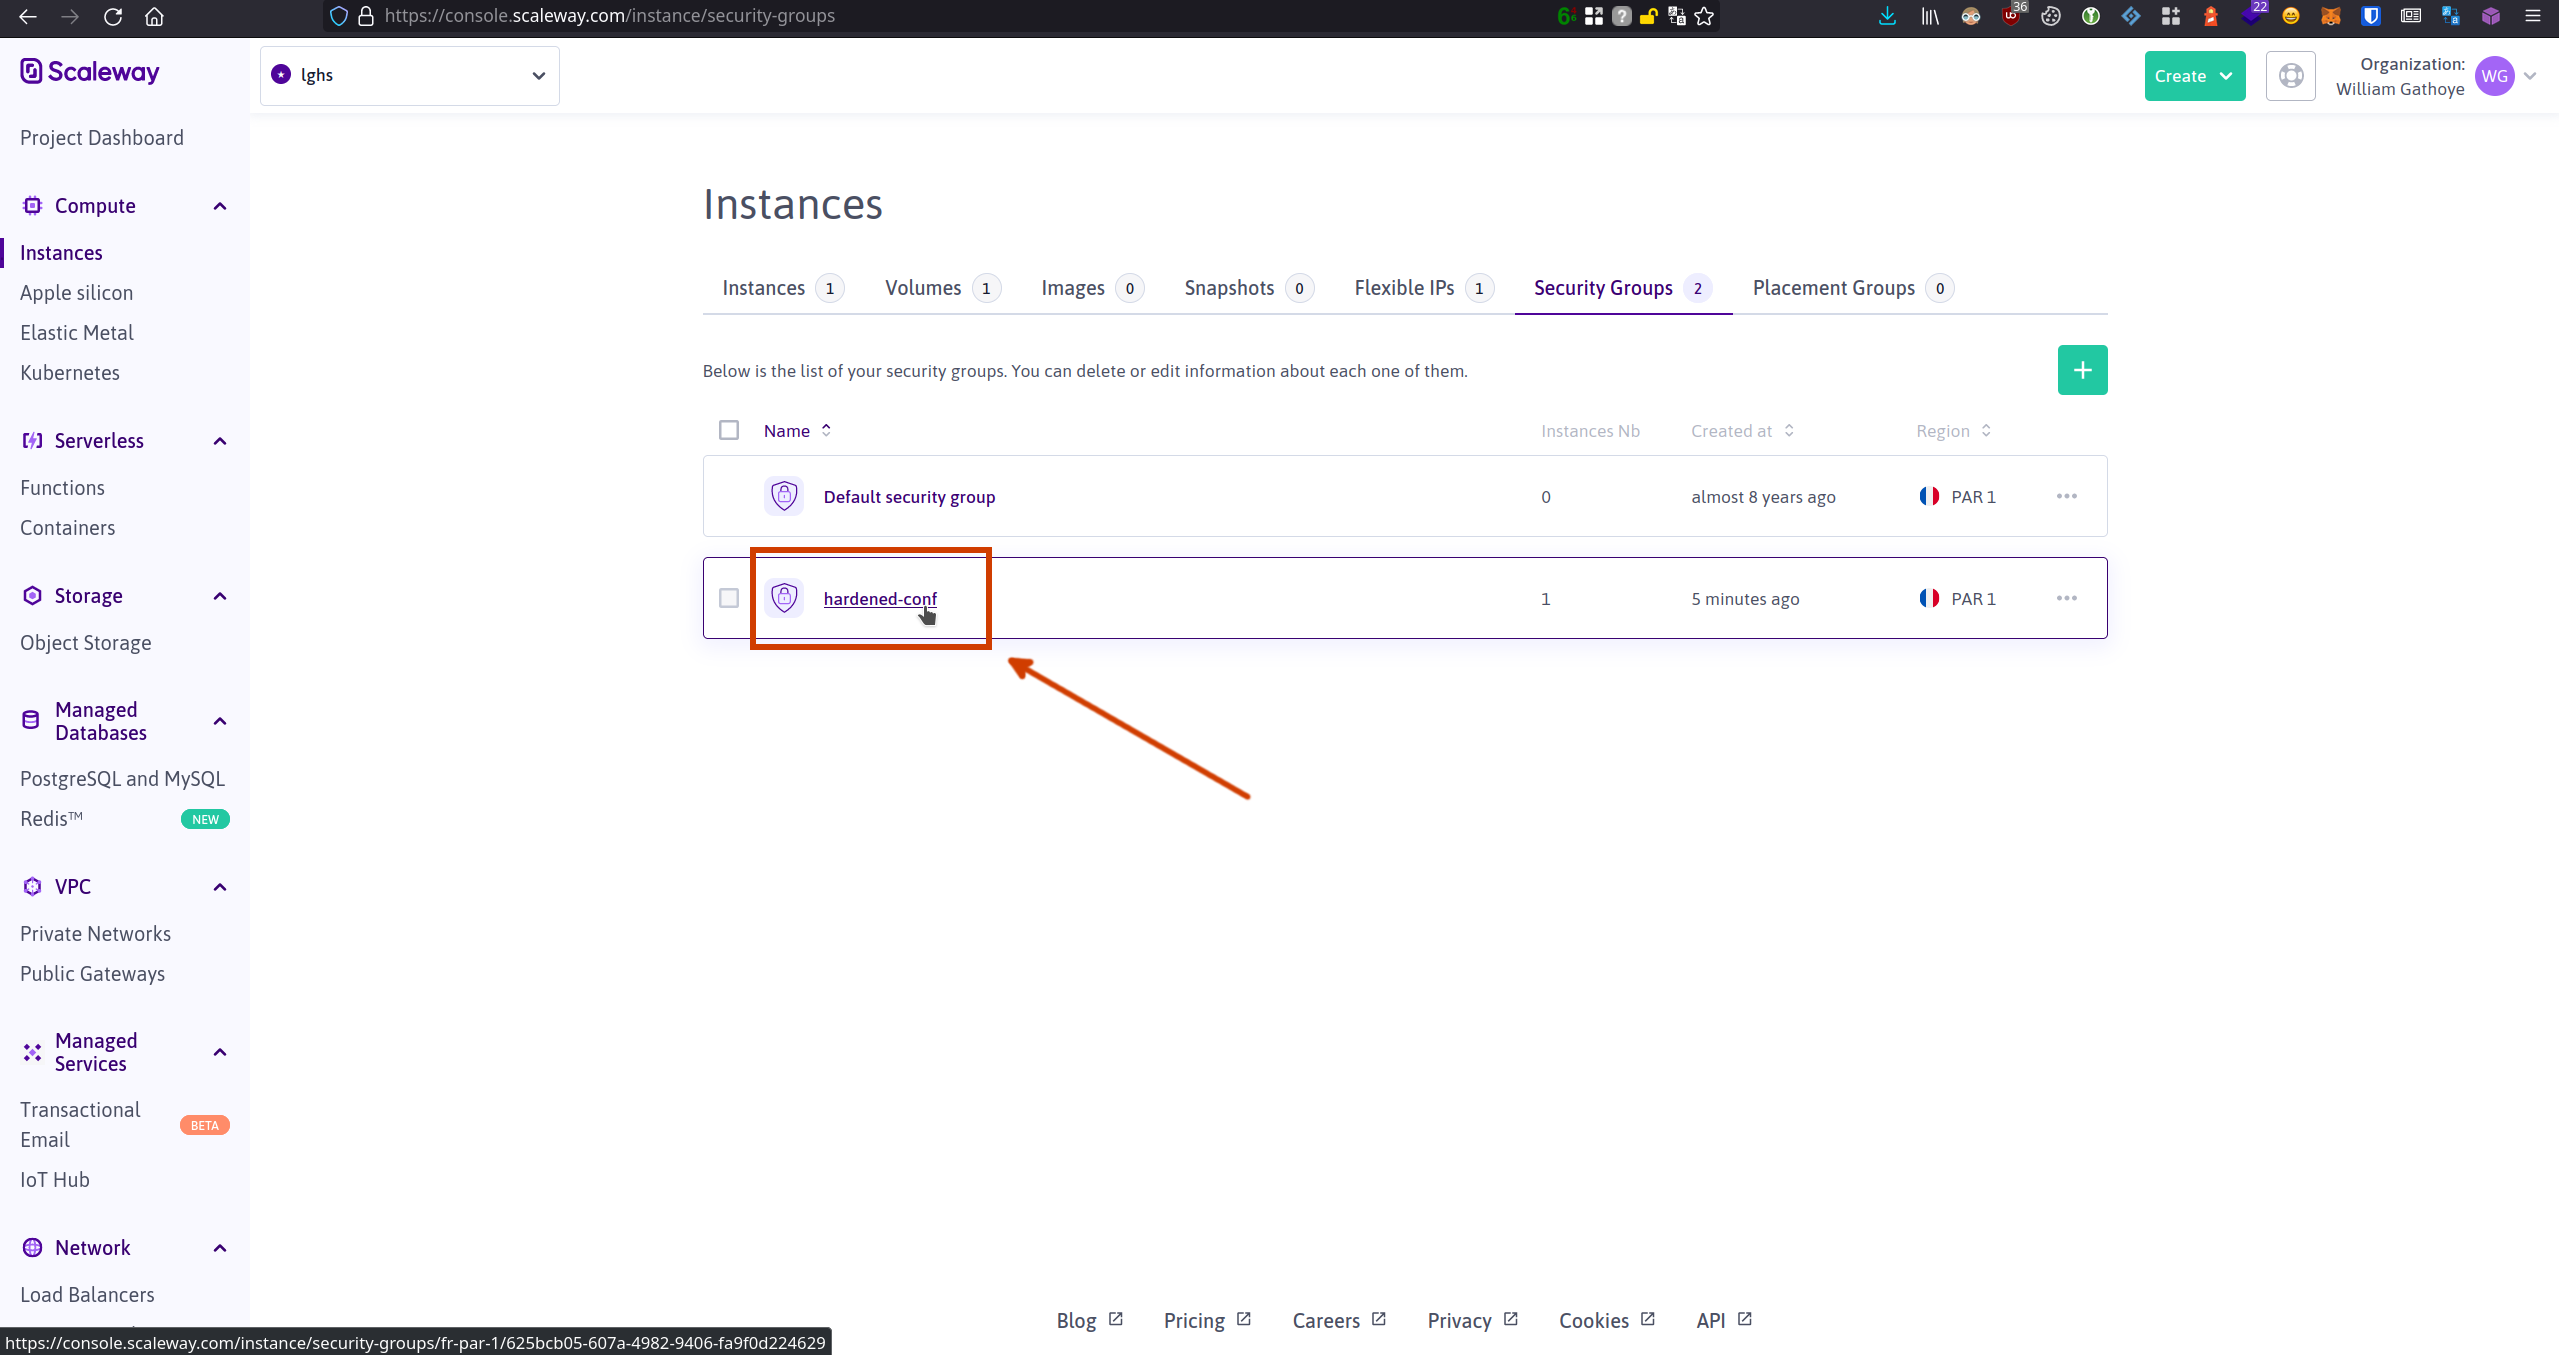 https://console.scaleway.com/instance/security-groups
36
22
Scaleway
lghs
Create
Organization:
William Gathoye
WG
Project Dashboard
Compute
Instances
Apple silicon
Elastic Metal
Kubernetes
Serverless
Functions
Containers
Storage
Object Storage
Managed
Databases
PostgreSQL and MySQL
Redis™ NEW
VPC
Private Networks
Public Gateways
Managed
Services
Transactional
Email
BETA
IoT Hub
Network
Load Balancers
Instances
Instances 1 Volumes 1 Images 0 Snapshots 0 Flexible IPs 1 Security Groups 2 Placement Groups 0
Below is the list of your security groups. You can delete or edit information about each one of them.
+
Name Instances Nb Created at Region
Default security group 0 almost 8 years ago PAR 1
hardened-conf 1 5 minutes ago PAR 1
Blog Pricing Careers Privacy Cookies API
https://console.scaleway.com/instance/security-groups/fr-par-1/625bcb05-607a-4982-9406-fa9f0d224629